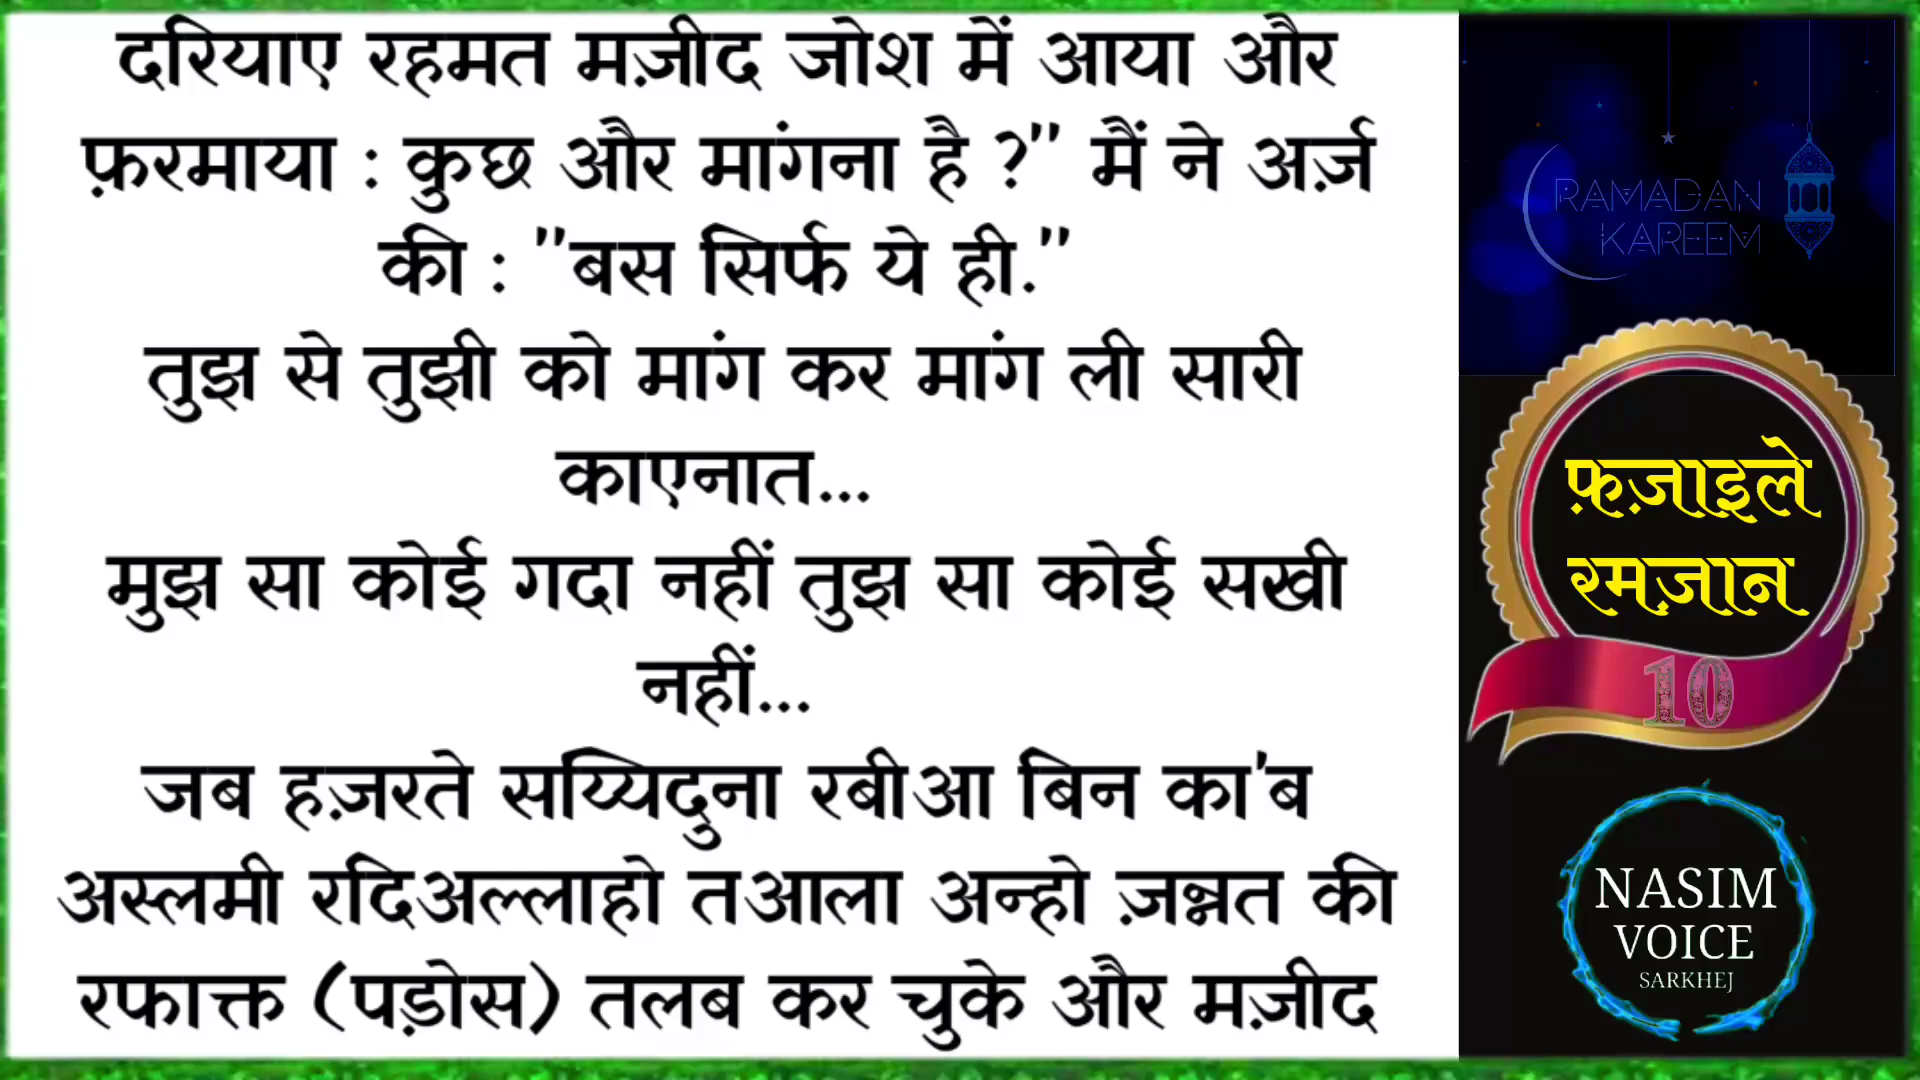 दरियाए रहमत मज़ीद जोश में आया और
फ़रमाया : कुछ और मांगना है ?" मैं ने अर्ज़
की : "बस सिर्फ ये ही."
तुझ से तुझी को मांग कर मांग ली सारी
काएनात...
मुझ सा कोई गदा नहीं तुझ सा कोई सखी
नहीं...
जब हज़रते सय्यिदुना रबीआ बिन का'ब
अस्लमी रदिअल्लाहो तआला अन्हो ज़न्नत की
रफाक्त (पड़ोस) तलब कर चुके और मज़ीद
RAMADAN
KAREEM
फ़ज़ाइले
रमज़ान
10
NASIM
VOICE
SARKHEJ